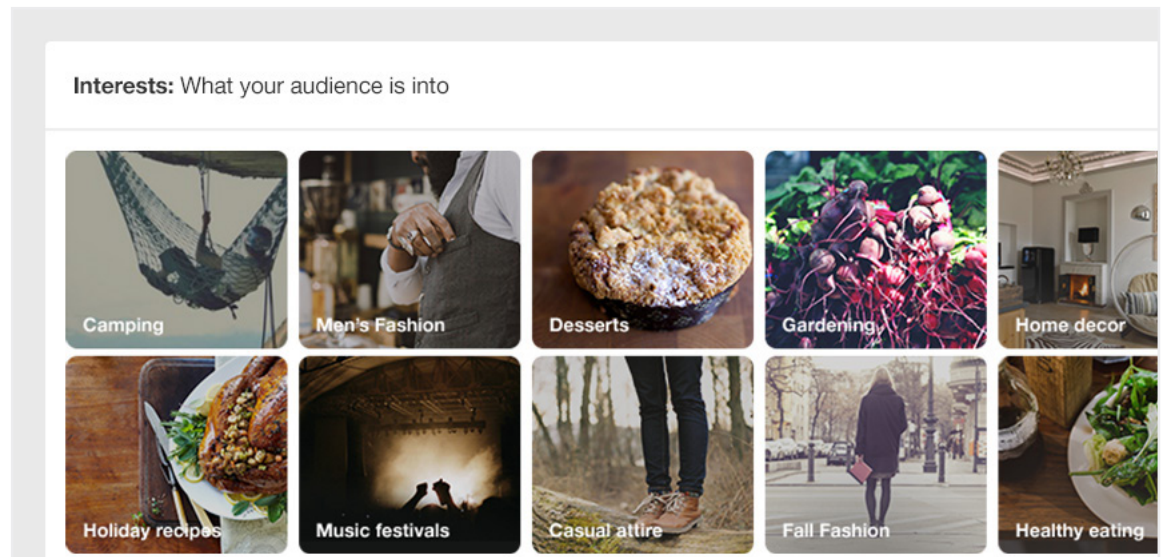 Interests: What your audience is into
Camping
Men's Fashion
Desserts
Gardening
Home decor
Holiday recipes
Music festivals
Casual attire
Fall Fashion
Healthy eating